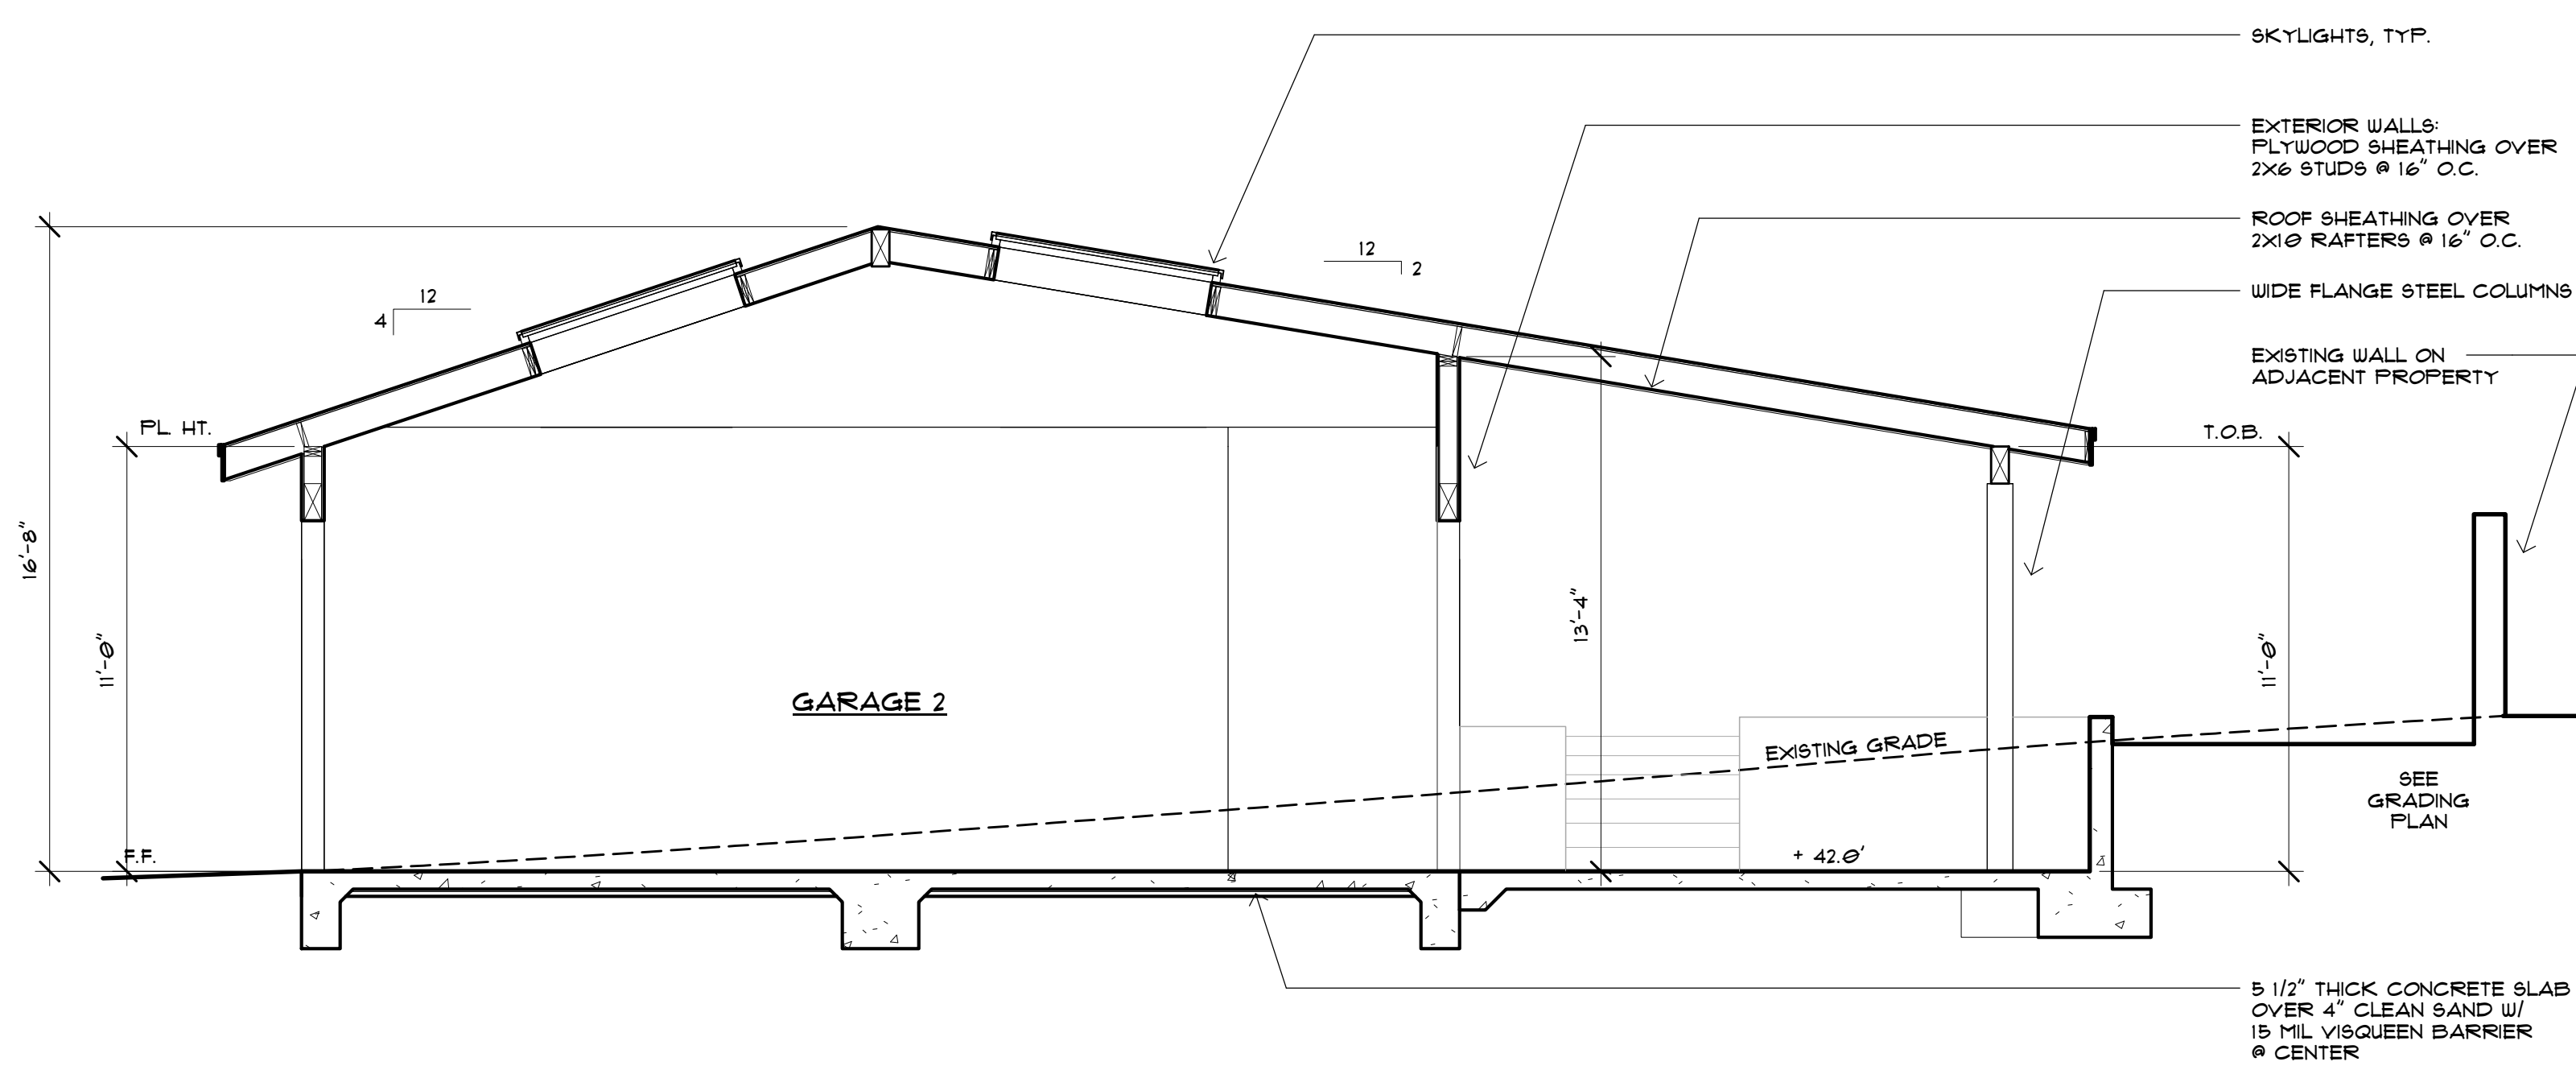 SKYLIGHTS, TYP.
EXTERIOR WALLS:
PLYWOOD SHEATHING OVER
2X6 STUDS @ 16" O.C.
ROOF SHEATHING OVER
2X10 RAFTERS @ 16" O.C.
WIDE FLANGE STEEL COLUMNS
EXISTING WALL ON
ADJACENT PROPERTY
12
2
12
4
PL. HT.
T.O.B.
16'-8"
11'-0"
13'-4"
11'-0"
GARAGE 2
EXISTING GRADE
SEE
GRADING
PLAN
F.F.
+ 42.0'
5 1/2" THICK CONCRETE SLAB
OVER 4" CLEAN SAND W/
15 MIL VISQUEEN BARRIER
@ CENTER